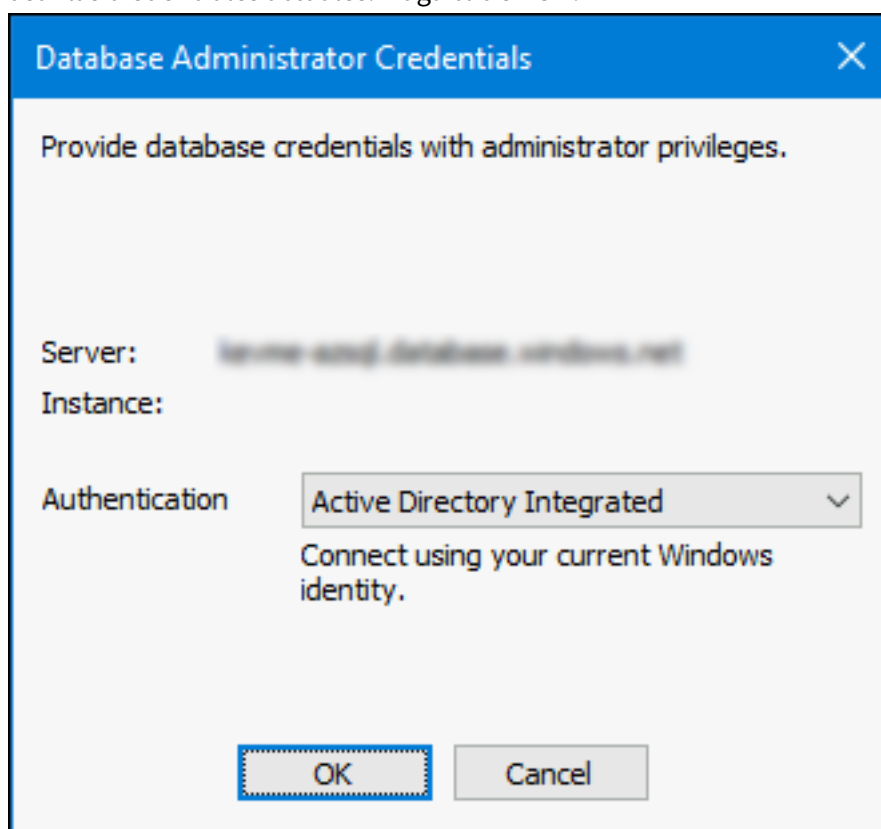 Database Administrator Credentials
Provide database credentials with administrator privileges.
Server:
Instance:
Authentication Active Directory Integrated
Connect using your current Windows
identity.
OK Cancel